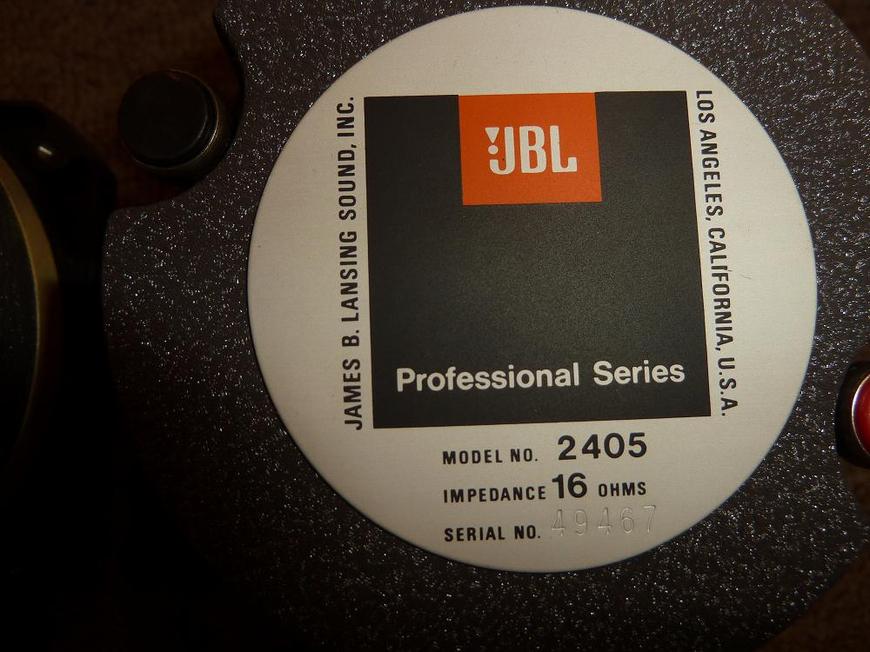 JBL
JAMES B. LANSING SOUND, INC.
LOS ANGELES, CALIFORNIA, U.S.A.
Professional Series
MODEL NO. 2405
IMPEDANCE 16 OHMS
SERIAL NO. 49467